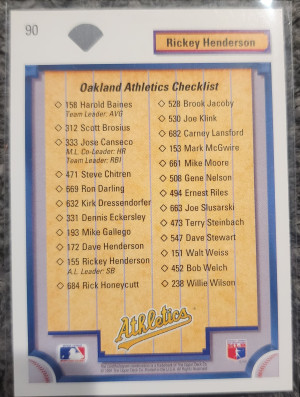 90
Rickey Henderson
Oakland Athletics Checklist
158 Harold Baines
Team Leader: AVG
312 Scott Brosius
333 Jose Canseco
M.L. Co-Leader: HR
Team Leader: RBI
471 Steve Chitren
669 Ron Darling
632 Kirk Dressendorfer
331 Dennis Eckersley
193 Mike Gallego
172 Dave Henderson
155 Rickey Henderson
A.L. Leader: SB
684 Rick Honeycutt
528 Brook Jacoby
530 Joe Klink
682 Carney Lansford
153 Mark McGwire
661 Mike Moore
508 Gene Nelson
494 Ernest Riles
663 Joe Slusarski
473 Terry Steinbach
547 Dave Stewart
151 Walt Weiss
452 Bob Welch
238 Willie Wilson
Athletics